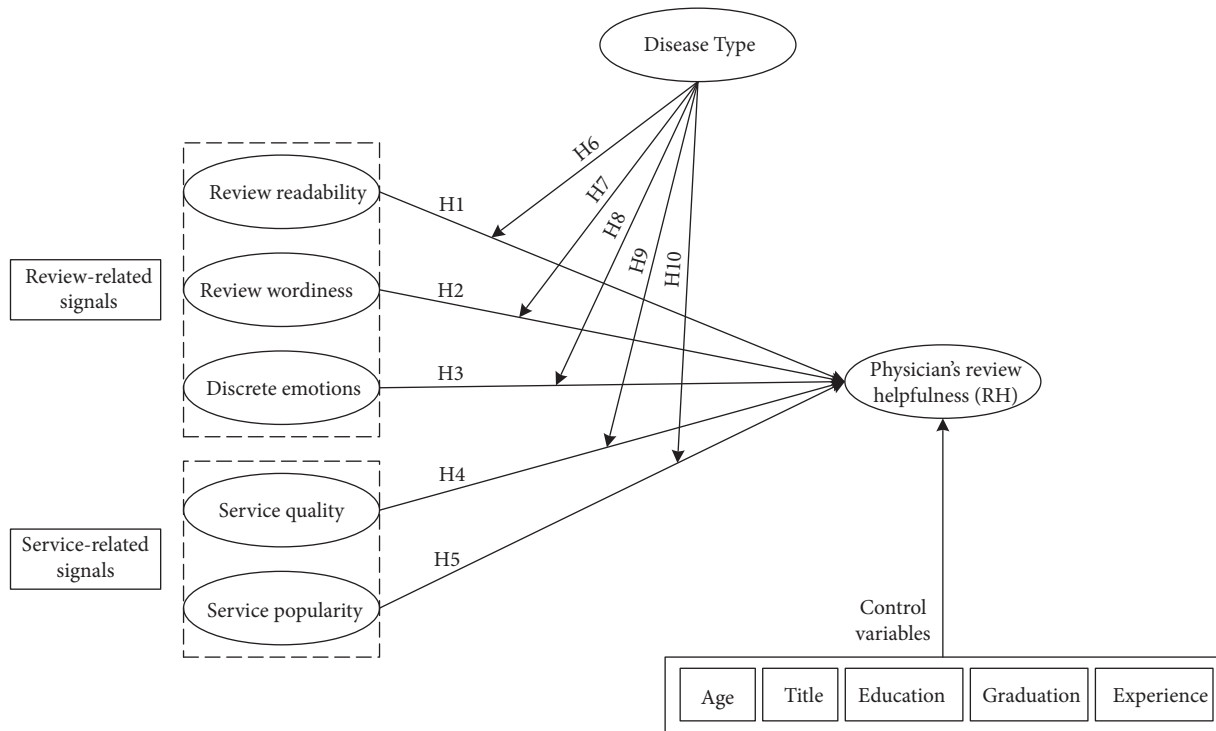 Disease Type
H6
H7
H8
H9
H10
Review readability
H1
Review-related
signals
Review wordiness
H2
Discrete emotions
H3
Physician's review
helpfulness (RH)
Service quality
H4
Service-related
signals
H5
Service popularity
Control
variables
Age
Title
Education
Graduation
Experience